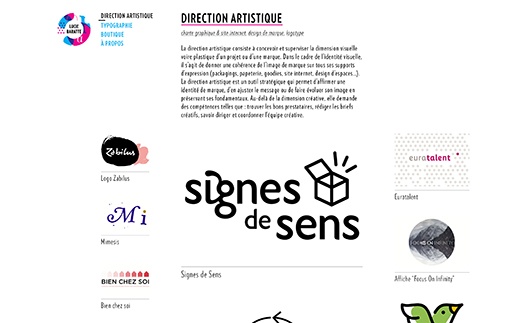 LUCIE
BARATTE
DIRECTION ARTISTIQUE
TYPOGRAPHIE
BOUTIQUE
À PROPOS
DIRECTION ARTISTIQUE
charte graphique & site internet, design de marque, logotype
La direction artistique consiste à concevoir et superviser la dimension visuelle
voire plastique d'un projet ou d'une marque. Dans le cadre de l'identité visuelle,
il s'agit de donner une cohérence de l'image de marque sur tous ses supports
d'expression (packagings, papeterie, goodies, site internet, design d'espaces…).
La direction artistique est un outil stratégique qui permet d'affirmer une
identité de marque, d'en ajuster le message ou de faire évoluer son image en
préservant ses fondamentaux. Au-delà de la dimension créative, elle demande
des compétences telles que : trouver les bons prestataires, rédiger les briefs
créatifs, savoir diriger et coordonner l'équipe créative.
Zabilus
Logo Zabilus
Mi
Mimesis
BIEN CHEZ SOI
Bien chez soi
signes
de sens
Signes de Sens
euratalent
Euratalent
FOCUS ON INFINITY
Affiche "Focus On Infinity"